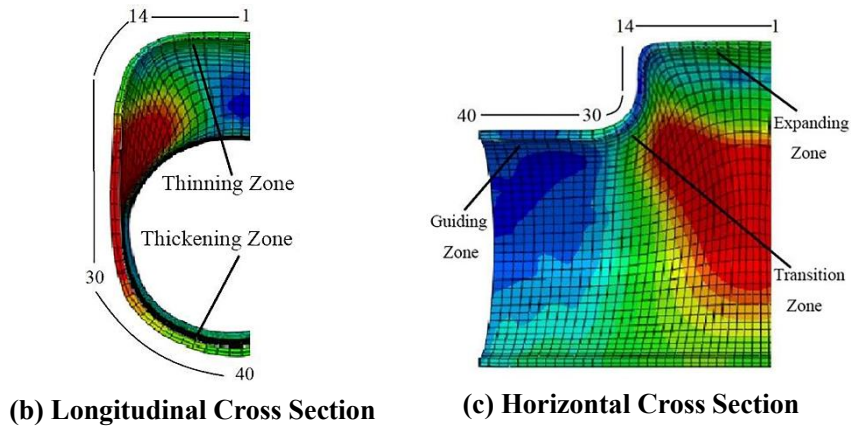 14
1
Thinning Zone
Thickening Zone
30
40
(b) Longitudinal Cross Section
14
1
40
30
Expanding
Zone
Guiding
Zone
Transition
Zone
(c) Horizontal Cross Section